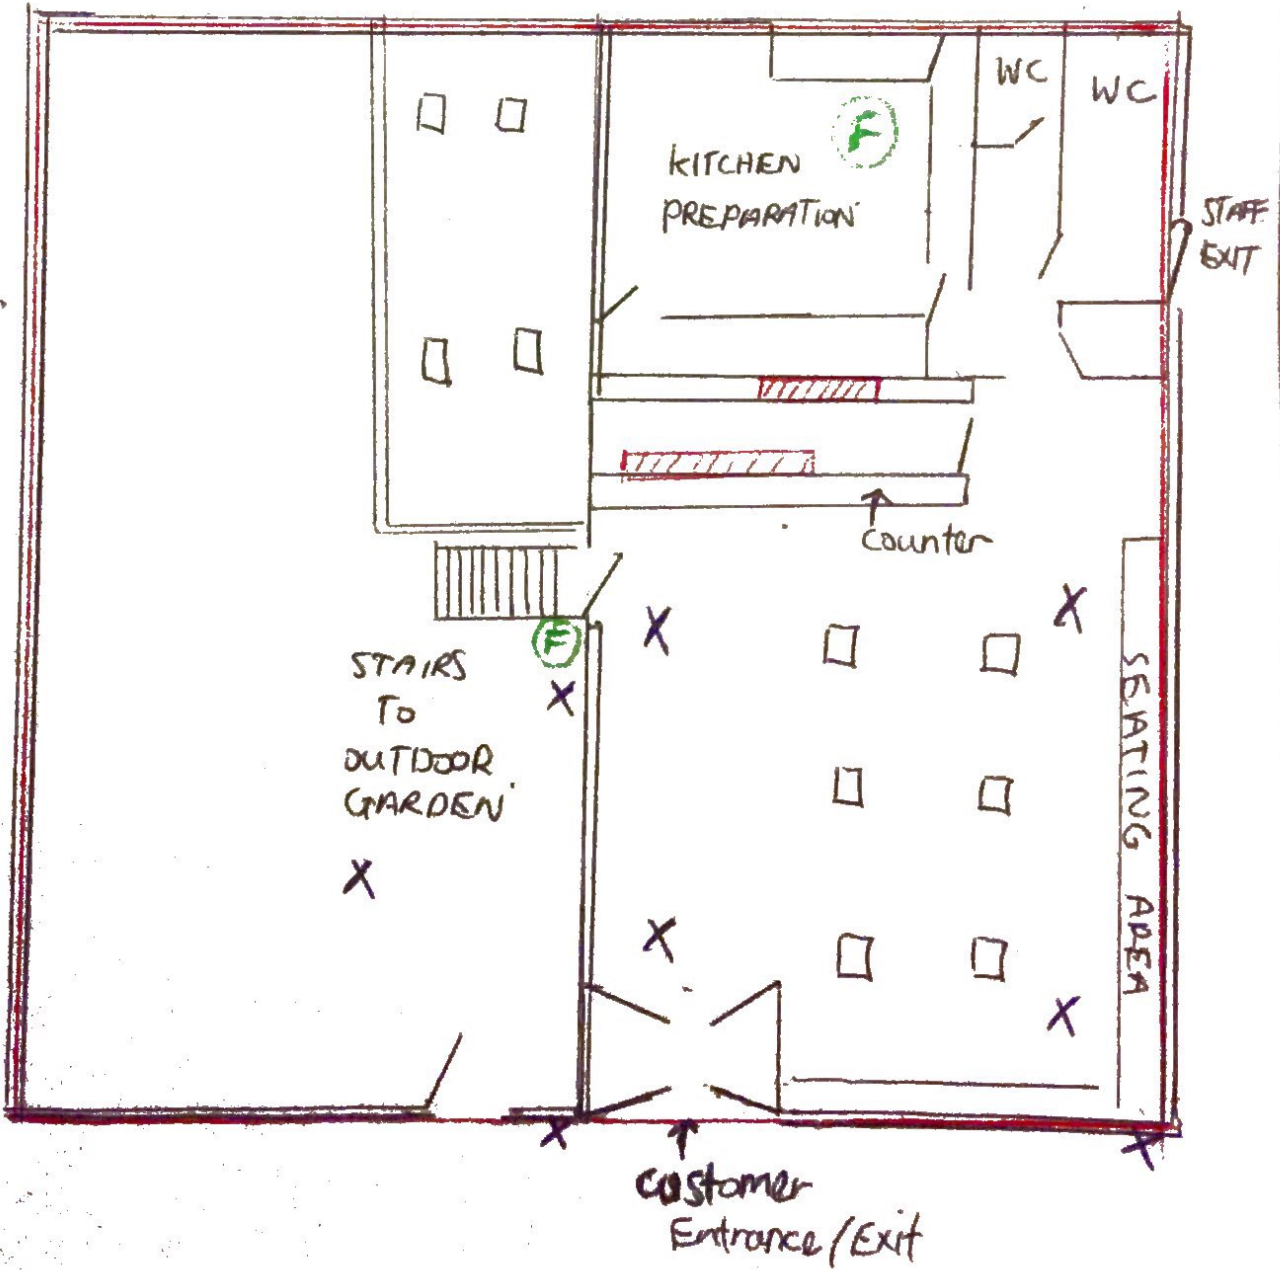 WC
WC
F
KITCHEN
PREPARATION
STAFF
EXIT
counter
F
X
X
X
STAIRS
TO
OUTDOOR
GARDEN
SEATING AREA
X
X
X
X
X
customer
Entrance/Exit